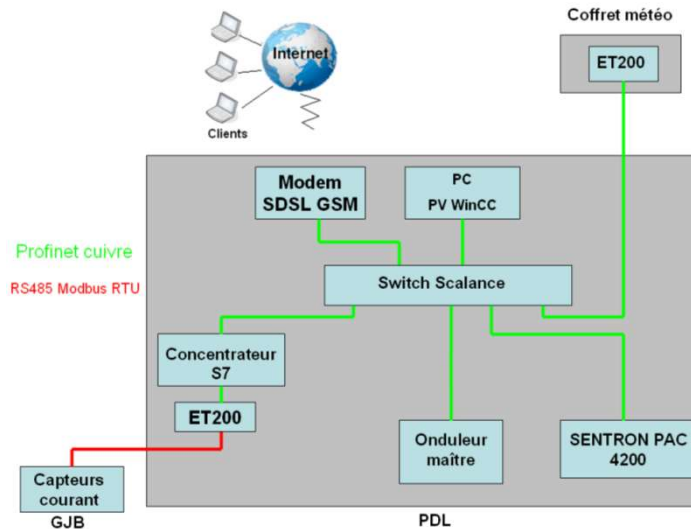 Coffret météo
ET200
Internet
Clients
Modem
SDSL GSM
PC
PV WinCC
Profinet cuivre
RS485 Modbus RTU
Switch Scalance
Concentrateur
S7
ET200
Onduleur
maître
SENTRON PAC
4200
Capteurs
courant
GJB
PDL